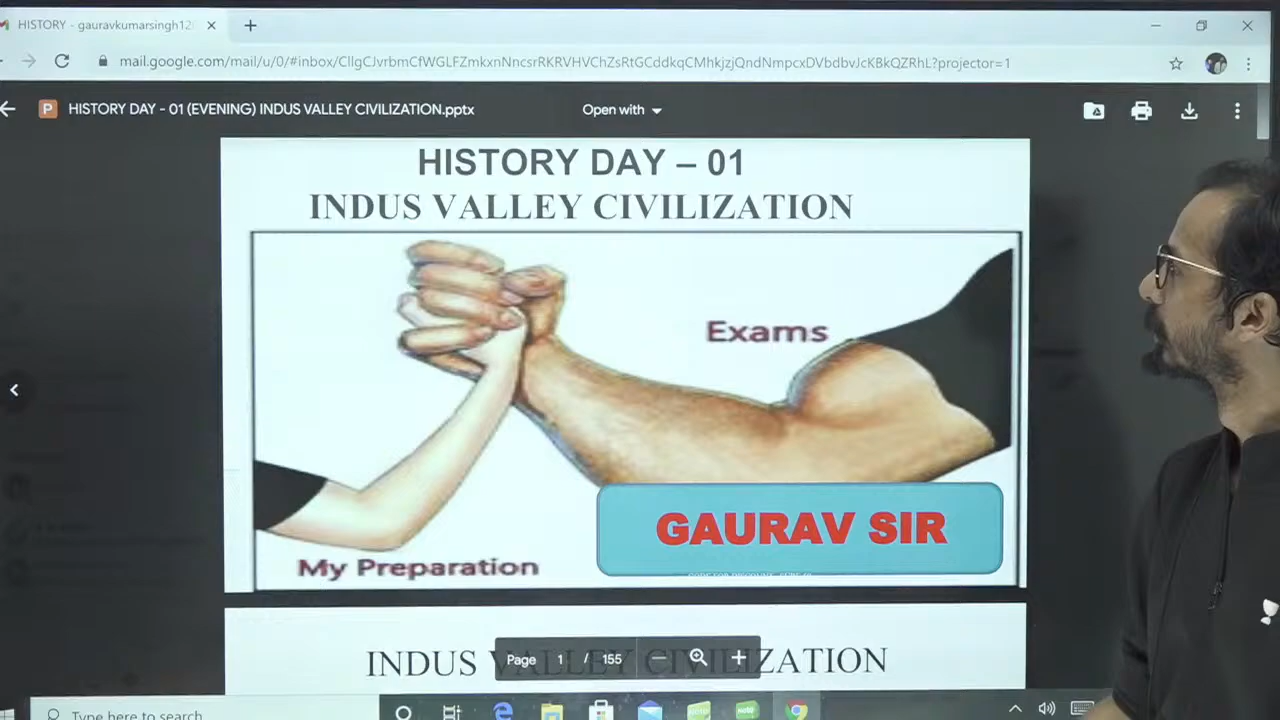 HISTORY - gauravkumarsingh12
mail.google.com/mail/u/0/#inbox/CllgCJvrbmCfWGLFZmkxnNncsrRKRVHVChZsRtGCddkqCMhkjzjQndNmpcxDVbdbvJcKBkQZRhL?projector=1
P HISTORY DAY - 01 (EVENING) INDUS VALLEY CIVILIZATION.pptx Open with
HISTORY DAY – 01
INDUS VALLEY CIVILIZATION
Exams
GAURAV SIR
My Preparation
INDUS VALLEY CIVILIZATION
Page 1 / 155
Type here to search